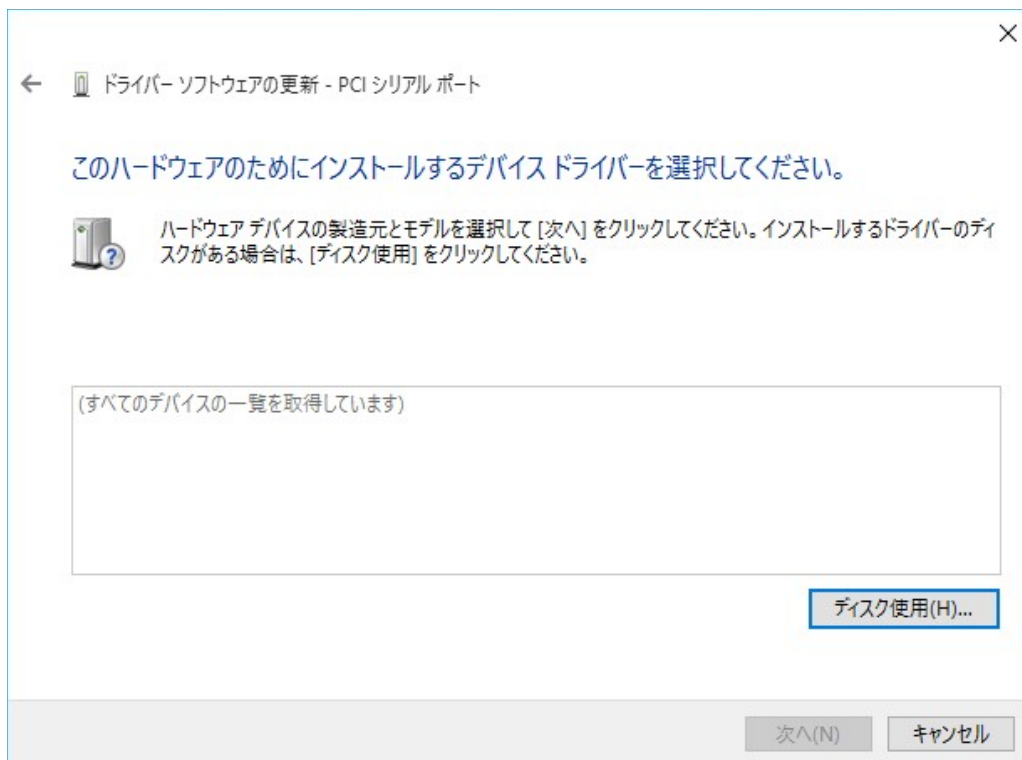 ドライバー ソフトウェアの更新 - PCI シリアル ポート
このハードウェアのためにインストールするデバイス ドライバーを選択してください。
ハードウェア デバイスの製造元とモデルを選択して [次へ] をクリックしてください。インストールするドライバーのディ
スクがある場合は、[ディスク使用] をクリックしてください。
(すべてのデバイスの一覧を取得しています)
ディスク使用(H)...
次へ(N)
キャンセル